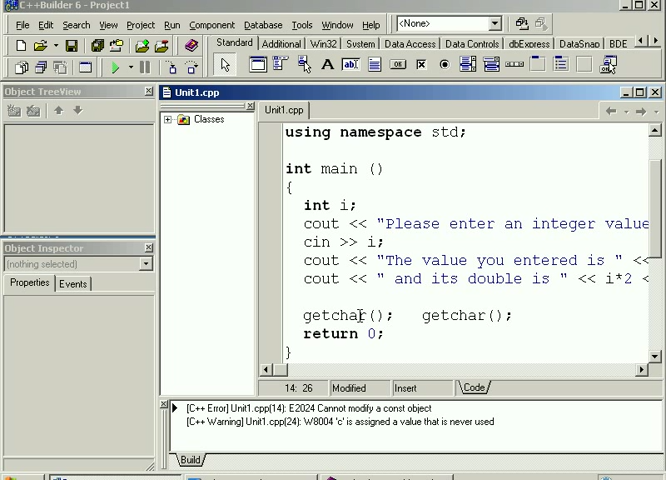 C++Builder 6 - Project1
File Edit Search View Project Run Component Database Tools Window Help
<None>
Standard Additional Win32 System Data Access Data Controls dbExpress DataSnap BDE
Object TreeView
Object Inspector
(nothing selected)
Properties Events
Unit1.cpp
Classes
Unit1.cpp
using namespace std;
int main ()
{
int i;
cout << "Please enter an integer value
cin >> i;
cout << "The value you entered is " <<
cout << " and its double is " << i*2 <
getchar(); getchar();
return 0;
}
14: 26 Modified Insert Code
[C++ Error] Unit1.cpp(14): E2024 Cannot modify a const object
[C++ Warning] Unit1.cpp(24): W8004 'c' is assigned a value that is never used
Build